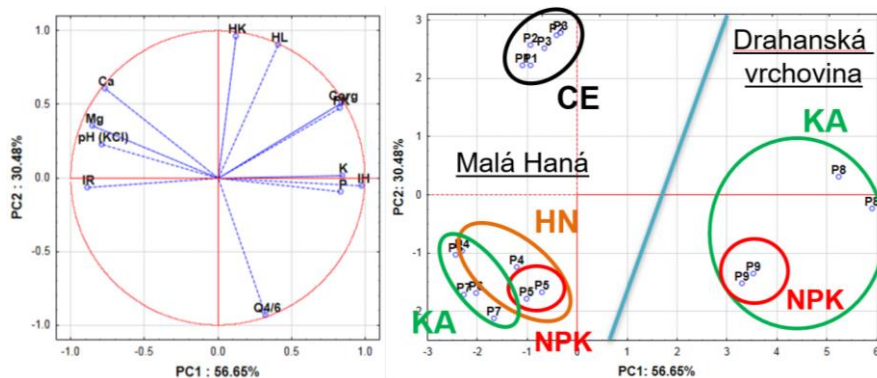 1.0
0.5
0.0
-0.5
-1.0
PC2 : 30.48%
HK
HL
Ca
Corg
Mg
pH (KCl)
K
P
IR
IH
Q4/6
-1.0
-0.5
0.0
0.5
1.0
PC1 : 56.65%
3
2
1
0
-1
-2
PC2: 30.48%
P3
P2
P3
P1
CE
Drahanská
vrchovina
KA
Malá Haná
P8
P8
HN
P4
P4
P7
P7
P5
P5
KA
NPK
P9
P9
NPK
-3
-2
-1
0
1
2
3
4
5
6
PC1: 56.65%